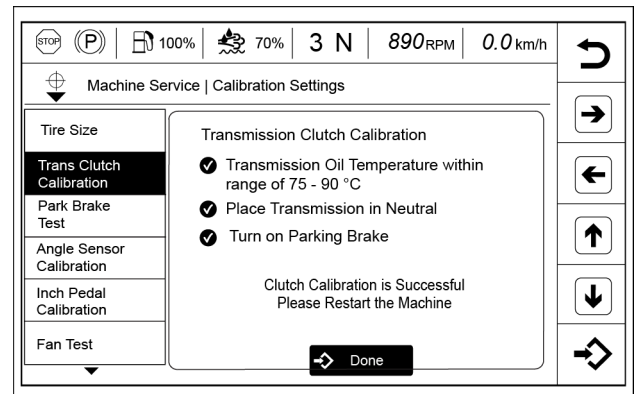 STOP (P) 100% 70% 3 N 890 RPM 0.0 km/h
Machine Service | Calibration Settings
Tire Size
Trans Clutch
Calibration
Park Brake
Test
Angle Sensor
Calibration
Inch Pedal
Calibration
Fan Test
Transmission Clutch Calibration
Transmission Oil Temperature within
range of 75 - 90 °C
Place Transmission in Neutral
Turn on Parking Brake
Clutch Calibration is Successful
Please Restart the Machine
Done